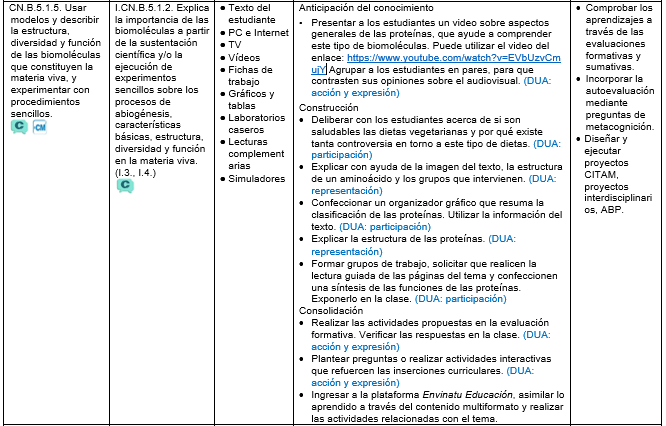 CN.B.5.1.5. Usar
modelos y describir
la estructura,
diversidad y función
de las biomoléculas
que constituyen la
materia viva, y
experimentar con
procedimientos
sencillos.
C CM
I.CN.B.5.1.2. Explica
la importancia de las
biomoléculas a partir
de la sustentación
científica y/o la
ejecución de
experimentos
sencillos sobre los
procesos de
abiogénesis,
características
básicas, estructura,
diversidad y función
en la materia viva.
(I.3., I.4.)
C
● Texto del
estudiante
● PC e Internet
● TV
● Vídeos
● Fichas de
trabajo
● Gráficos y
tablas
● Laboratorios
caseros
● Lecturas
complement
arias
● Simuladores
Anticipación del conocimiento
• Presentar a los estudiantes un video sobre aspectos
generales de las proteínas, que ayude a comprender
este tipo de biomoléculas. Puede utilizar el video del
enlace: https://www.youtube.com/watch?v=EVbUzvCm
ujY Agrupar a los estudiantes en pares, para que
contrasten sus opiniones sobre el audiovisual. (DUA:
acción y expresión)
Construcción
• Deliberar con los estudiantes acerca de si son
saludables las dietas vegetarianas y por qué existe
tanta controversia en torno a este tipo de dietas. (DUA:
participación)
• Explicar con ayuda de la imagen del texto, la estructura
de un aminoácido y los grupos que intervienen. (DUA:
representación)
• Confeccionar un organizador gráfico que resuma la
clasificación de las proteínas. Utilizar la información del
texto. (DUA: participación)
• Explicar la estructura de las proteínas. (DUA:
representación)
• Formar grupos de trabajo, solicitar que realicen la
lectura guiada de las páginas del tema y confeccionen
una síntesis de las funciones de las proteínas.
Exponerlo en la clase. (DUA: participación)
Consolidación
• Realizar las actividades propuestas en la evaluación
formativa. Verificar las respuestas en la clase. (DUA:
acción y expresión)
• Plantear preguntas o realizar actividades interactivas
que refuercen las inserciones curriculares. (DUA:
acción y expresión)
• Ingresar a la plataforma Envinatu Educación, asimilar lo
aprendido a través del contenido multiformato y realizar
las actividades relacionadas con el tema.
• Comprobar los
aprendizajes a
través de las
evaluaciones
formativas y
sumativas.
• Incorporar la
autoevaluación
mediante
preguntas de
metacognición.
• Diseñar y
ejecutar
proyectos
CITAM,
proyectos
interdisciplinari
os, ABP.